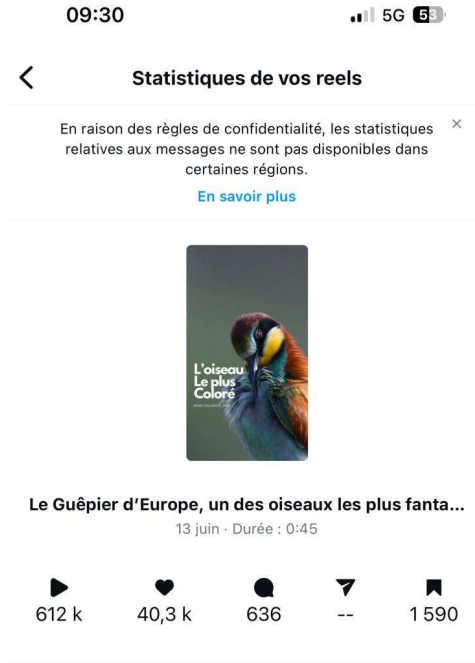 09:30
5G 53
Statistiques de vos reels
En raison des règles de confidentialité, les statistiques
relatives aux messages ne sont pas disponibles dans
certaines régions.
En savoir plus
L'oiseau
Le plus
Coloré
Le Guêpier d'Europe, un des oiseaux les plus fanta...
13 juin · Durée : 0:45
612 k
40,3 k
636
--
1 590